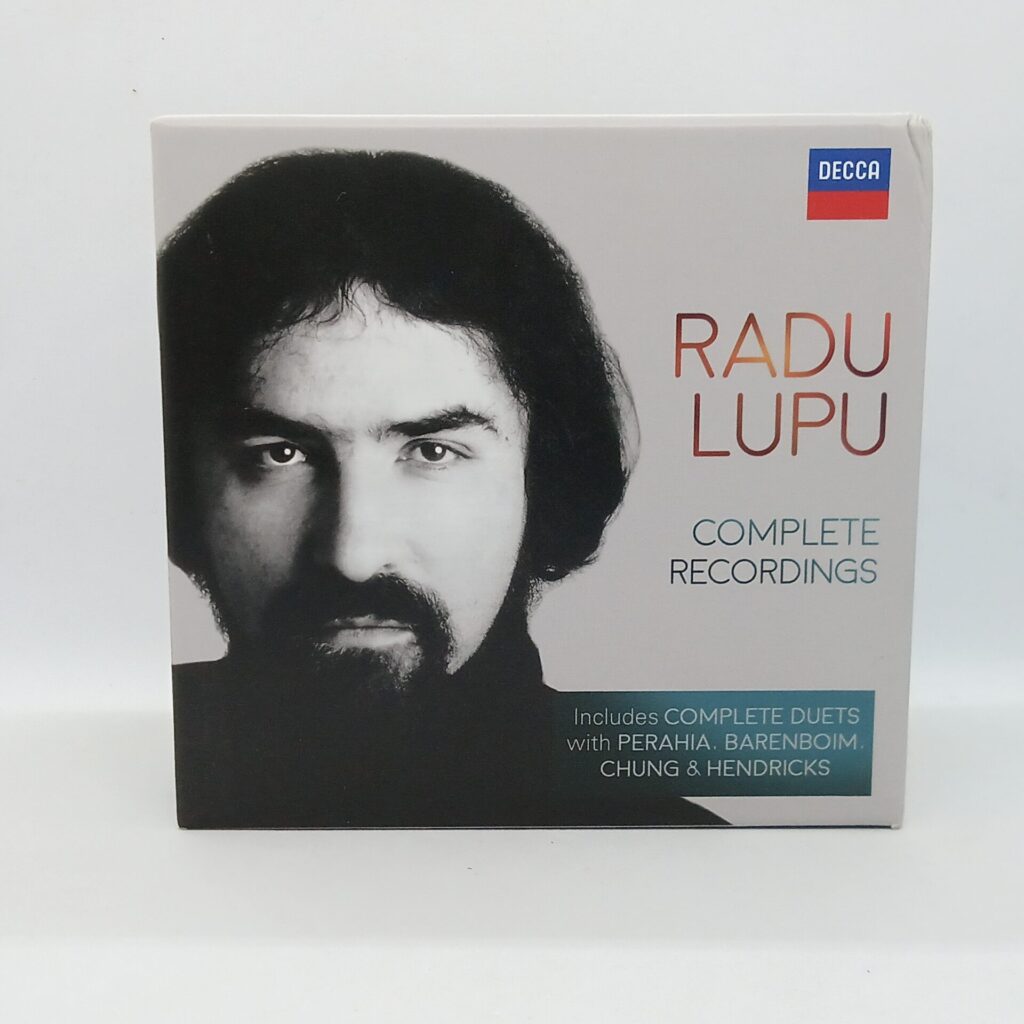 DECCA
RADU
LUPU
COMPLETE
RECORDINGS
Includes COMPLETE DUETS
with PERAHIA, BARENBOIM,
CHUNG & HENDRICKS